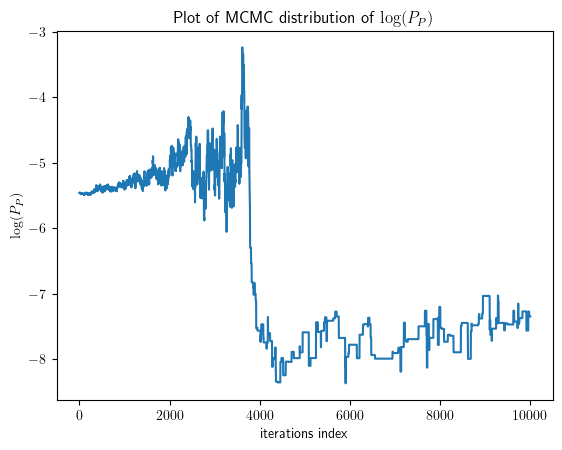 Plot of MCMC distribution of log(P_P)
−3
−4
−5
−6
−7
−8
log(P_P)
0 2000 4000 6000 8000 10000
iterations index